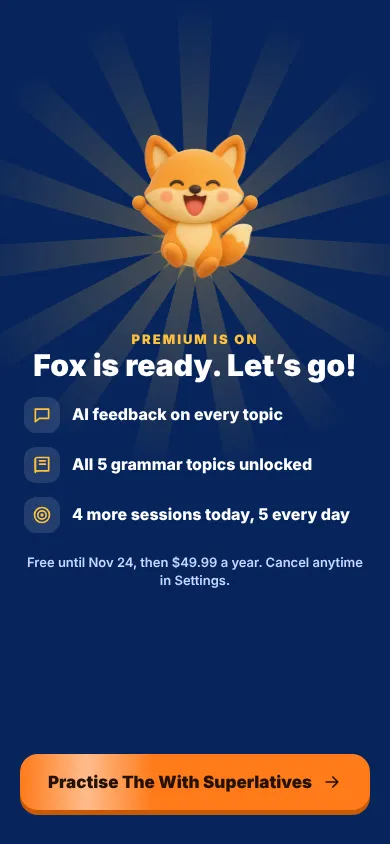 PREMIUM IS ON
Fox is ready. Let’s go!
AI feedback on every topic
All 5 grammar topics unlocked
4 more sessions today, 5 every day
Free until Nov 24, then $49.99 a year. Cancel anytime
in Settings.
Practise The With Superlatives →